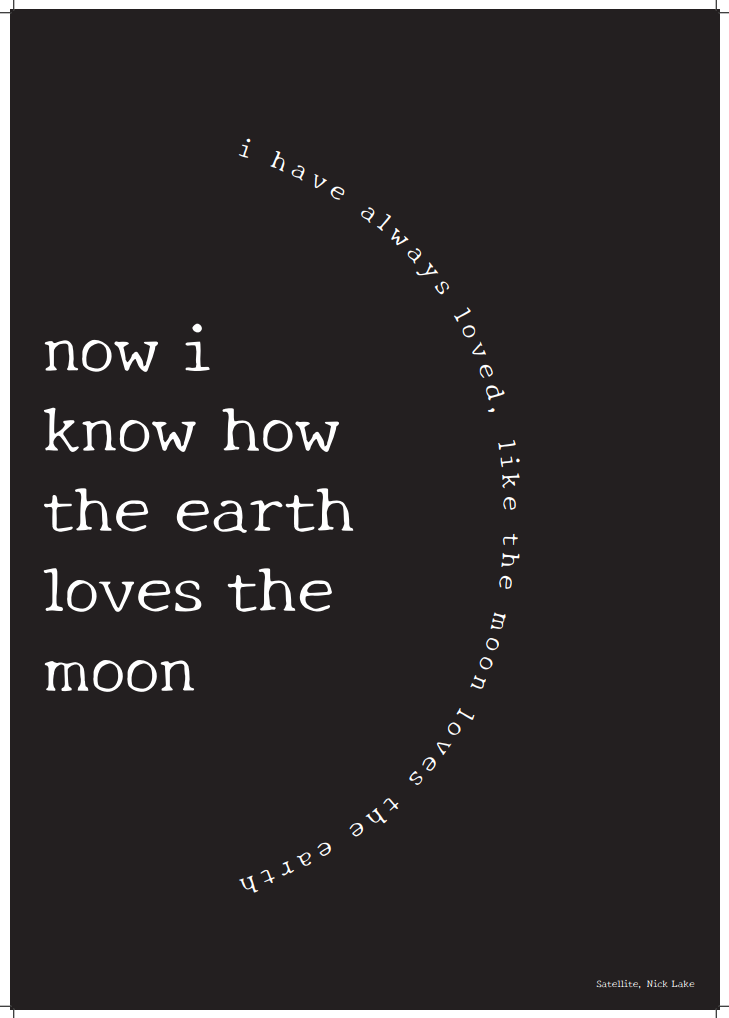 i have always loved, like the moon loves the earth
now i
know how
the earth
loves the
moon
Satellite, Nick Lake